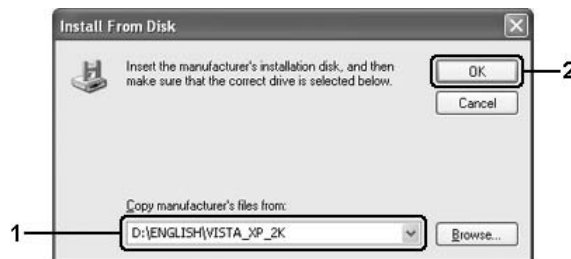 Install From Disk
Insert the manufacturer's installation disk, and then
make sure that the correct drive is selected below.
OK
2
Cancel
Copy manufacturer's files from:
1
D:\ENGLISH\VISTA_XP_2K
Browse...